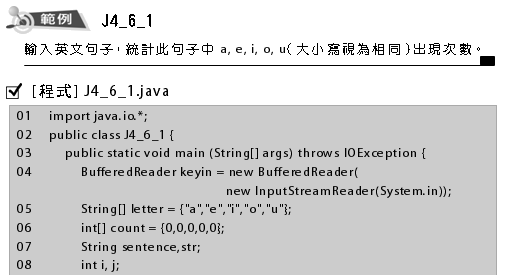 範例 J4_6_1
輸入英文句子，統計此句子中 a, e, i, o, u(大小寫視為相同)出現次數。
[程式] J4_6_1.java
01 import java.io.*;
02 public class J4_6_1 {
03 public static void main (String[] args) throws IOException {
04 BufferedReader keyin = new BufferedReader(
new InputStreamReader(System.in));
05 String[] letter = {"a","e","i","o","u"};
06 int[] count = {0,0,0,0,0};
07 String sentence,str;
08 int i, j;